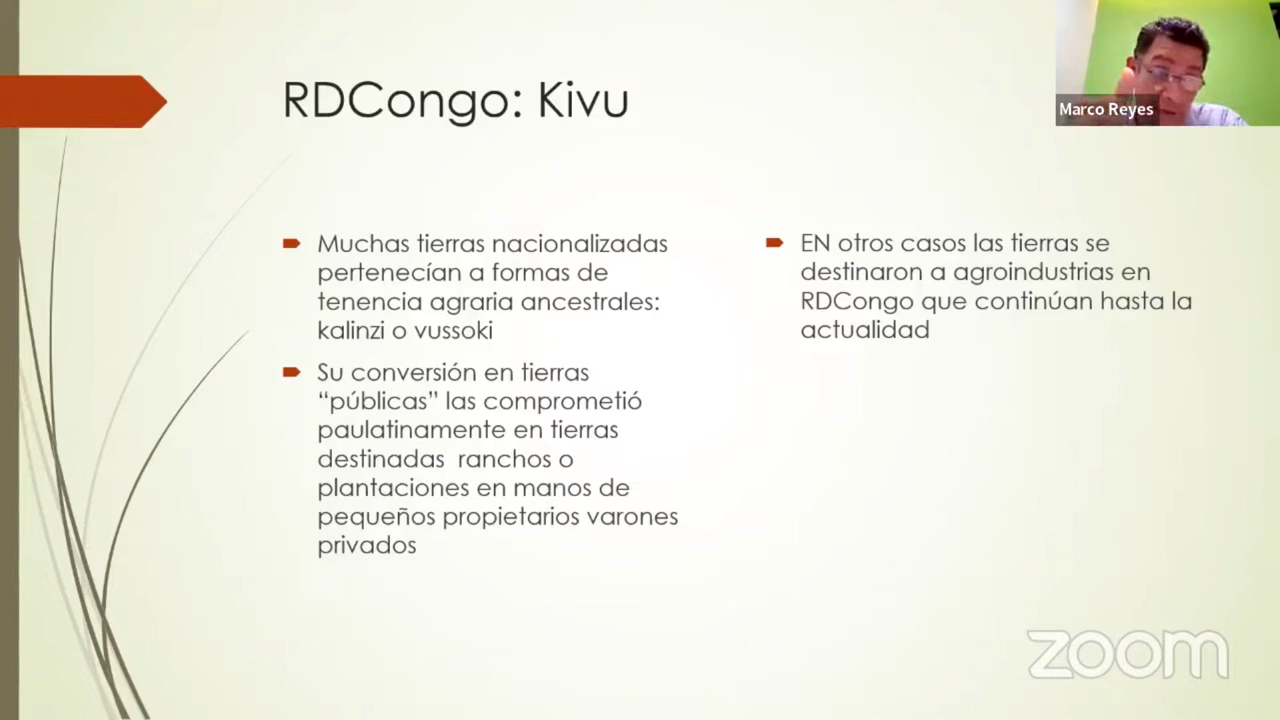 RDCongo: Kivu
Marco Reyes
Muchas tierras nacionalizadas
pertenecían a formas de
tenencia agraria ancestrales:
kalinzi o vussoki
Su conversión en tierras
“públicas” las comprometió
paulatinamente en tierras
destinadas  ranchos o
plantaciones en manos de
pequeños propietarios varones
privados
EN otros casos las tierras se
destinaron a agroindustrias en
RDCongo que continúan hasta la
actualidad
zoom